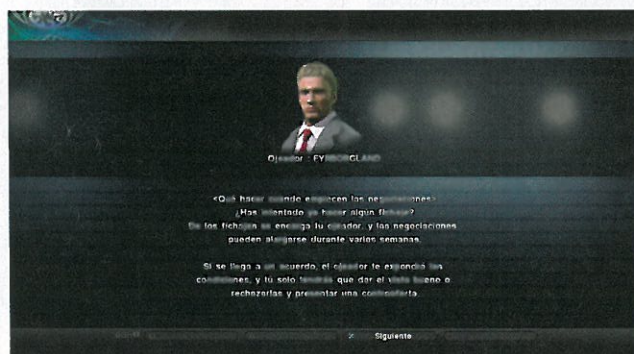 Ojeador : FYRBORGLAND
<Qué hacer cuando empiecen las negociaciones>
¿Has intentado ya hacer algún fichaje?
De los fichajes se encarga tu ojeador, y las negociaciones
pueden alargarse durante varias semanas.
Si se llega a un acuerdo, el ojeador te expondrá las
condiciones, y tú solo tendrás que dar el visto bueno o
rechazarlas y presentar una contraoferta.
Siguiente